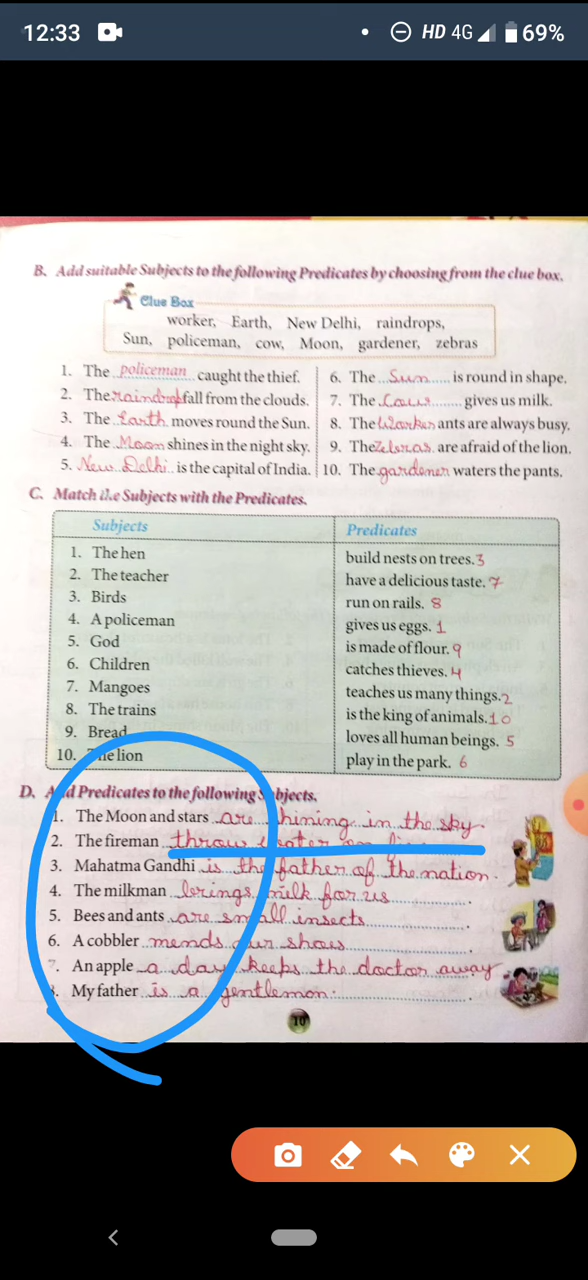 12:33
HD 4G 69%
B. Add suitable Subjects to the following Predicates by choosing from the clue box.
Clue Box
worker, Earth, New Delhi, raindrops,
Sun, policeman, cow, Moon, gardener, zebras
1. The policeman caught the thief.
2. The fall from the clouds.
3. The Earth moves round the Sun.
4. The Moon shines in the night sky.
5. New Delhi is the capital of India.
6. The Sun is round in shape.
7. The gives us milk.
8. The Worker ants are always busy.
9. The Zebras are afraid of the lion.
10. The gardener waters the pants.
C. Match the Subjects with the Predicates.
Subjects
1. The hen
2. The teacher
3. Birds
4. A policeman
5. God
6. Children
7. Mangoes
8. The trains
9. Bread
10. The lion
Predicates
build nests on trees. 3
have a delicious taste. 7
run on rails. 8
gives us eggs. 1
is made of flour. 9
catches thieves. 4
teaches us many things. 2
is the king of animals. 10
loves all human beings. 5
play in the park. 6
D. Add Predicates to the following Subjects.
1. The Moon and stars are shining in the sky
2. The fireman throw water on
3. Mahatma Gandhi is the father of the nation.
4. The milkman brings milk for us.
5. Bees and ants are small insects.
6. A cobbler mends our shous.
7. An apple a day keeps the doctor away
8. My father is a gentlemon.
10